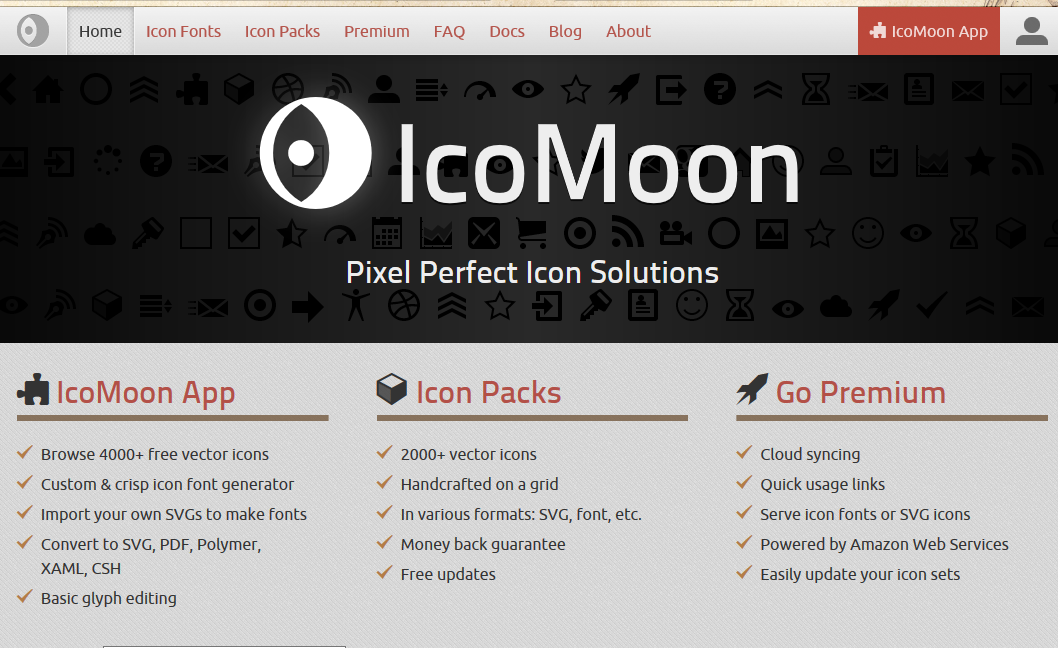 Home Icon Fonts Icon Packs Premium FAQ Docs Blog About IcoMoon App
IcoMoon
Pixel Perfect Icon Solutions
IcoMoon App
Browse 4000+ free vector icons
Custom & crisp icon font generator
Import your own SVGs to make fonts
Convert to SVG, PDF, Polymer,
XAML, CSH
Basic glyph editing
Icon Packs
2000+ vector icons
Handcrafted on a grid
In various formats: SVG, font, etc.
Money back guarantee
Free updates
Go Premium
Cloud syncing
Quick usage links
Serve icon fonts or SVG icons
Powered by Amazon Web Services
Easily update your icon sets